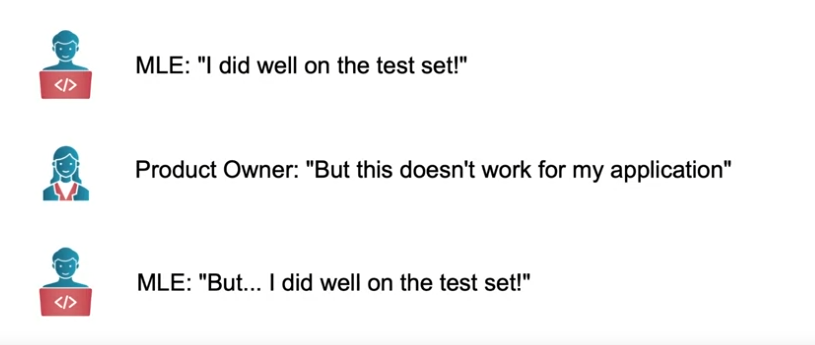 MLE: "I did well on the test set!"
Product Owner: "But this doesn't work for my application"
MLE: "But... I did well on the test set!"
</>
</>